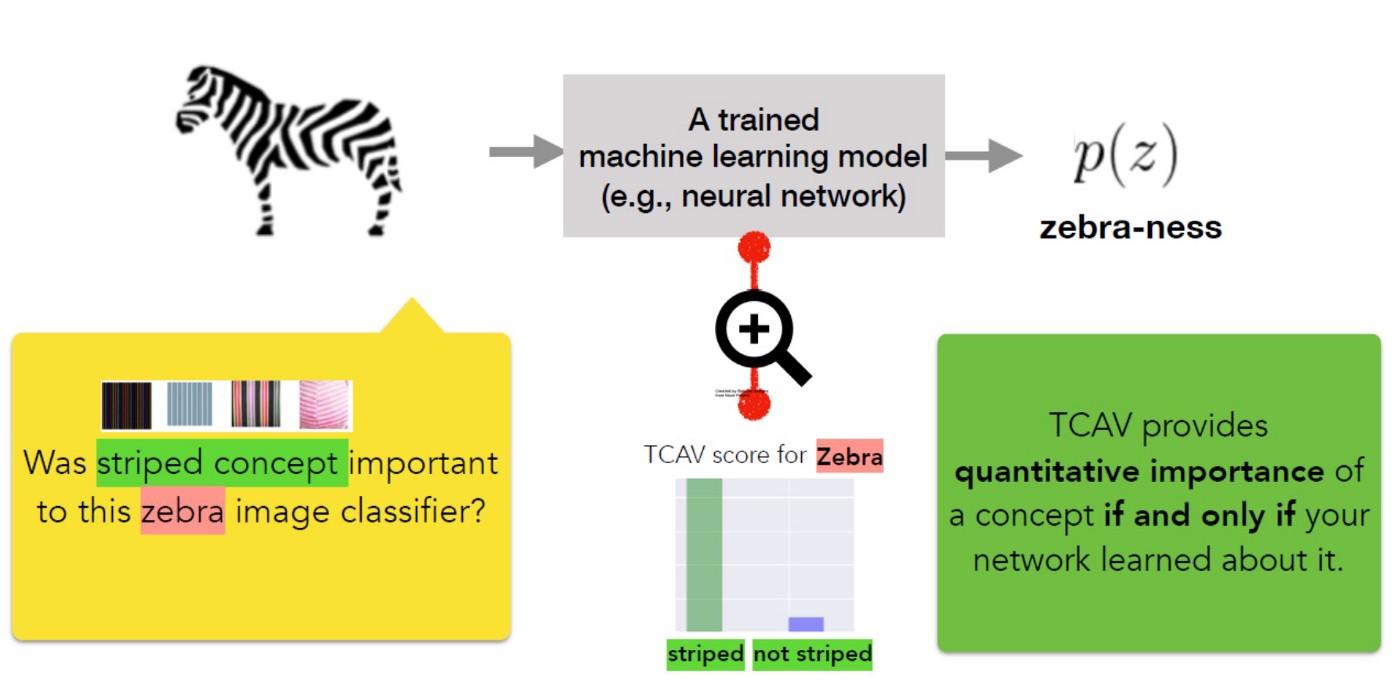 A trained
machine learning model
(e.g., neural network)
p(z)
zebra-ness
Was striped concept important
to this zebra image classifier?
TCAV score for Zebra
striped not striped
TCAV provides
quantitative importance of
a concept if and only if your
network learned about it.